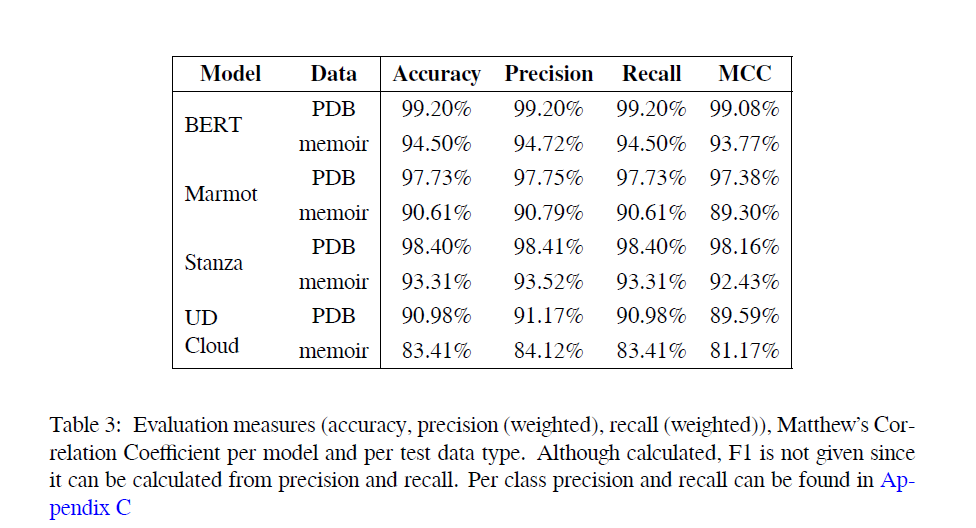 Model Data Accuracy Precision Recall MCC
BERT PDB 99.20% 99.20% 99.20% 99.08%
memoir 94.50% 94.72% 94.50% 93.77%
Marmot PDB 97.73% 97.75% 97.73% 97.38%
memoir 90.61% 90.79% 90.61% 89.30%
Stanza PDB 98.40% 98.41% 98.40% 98.16%
memoir 93.31% 93.52% 93.31% 92.43%
UD PDB 90.98% 91.17% 90.98% 89.59%
Cloud memoir 83.41% 84.12% 83.41% 81.17%
Table 3: Evaluation measures (accuracy, precision (weighted), recall (weighted)), Matthew's Cor-
relation Coefficient per model and per test data type. Although calculated, F1 is not given since
it can be calculated from precision and recall. Per class precision and recall can be found in Ap-
pendix C